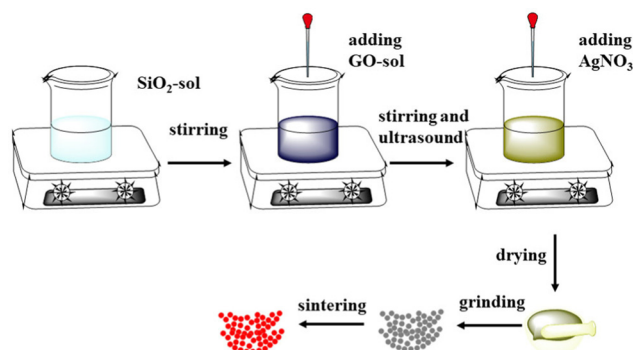 SiO₂-sol
stirring
adding
GO-sol
stirring and
ultrasound
adding
AgNO₃
drying
grinding
sintering